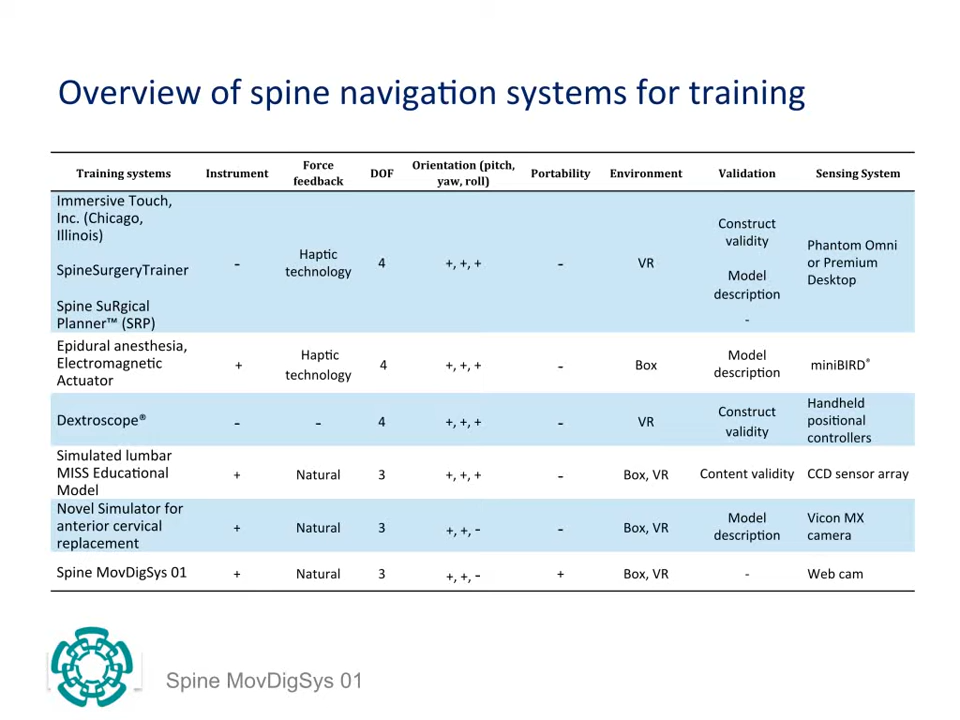 Overview of spine navigation systems for training
Training systems Instrument Force feedback DOF Orientation (pitch, yaw, roll) Portability Environment Validation Sensing System
Immersive Touch,
Inc. (Chicago,
Illinois)
SpineSurgeryTrainer
Spine SuRgical
Planner™ (SRP)
-
Haptic
technology
4
+, +, +
-
VR
Construct
validity
Model
description
-
Phantom Omni
or Premium
Desktop
Epidural anesthesia,
Electromagnetic
Actuator
+
Haptic
technology
4
+, +, +
-
Box
Model
description
miniBIRD®
Dextroscope®
-
-
4
+, +, +
-
VR
Construct
validity
Handheld
positional
controllers
Simulated lumbar
MISS Educational
Model
+
Natural
3
+, +, +
-
Box, VR
Content validity
CCD sensor array
Novel Simulator for
anterior cervical
replacement
+
Natural
3
+, +, -
-
Box, VR
Model
description
Vicon MX
camera
Spine MovDigSys 01
+
Natural
3
+, +, -
+
Box, VR
-
Web cam
Spine MovDigSys 01